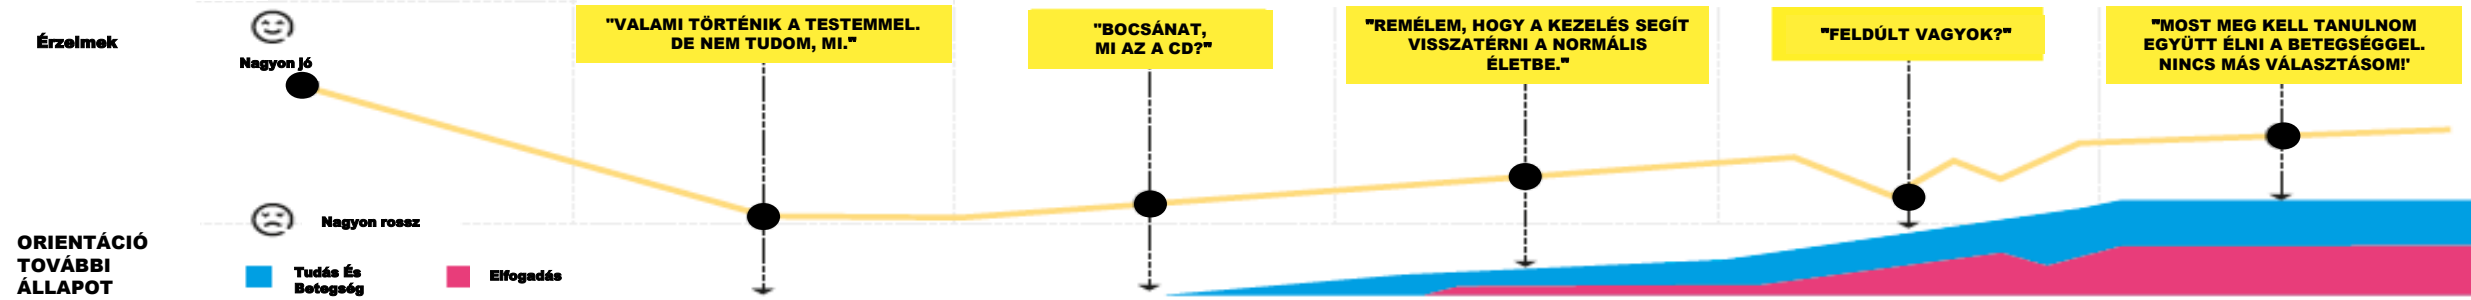 Érzelmek
Nagyon jó
"VALAMI TÖRTÉNIK A TESTEMMEL.
DE NEM TUDOM, MI."
"BOCSÁNAT,
MI AZ A CD?"
"REMÉLEM, HOGY A KEZELÉS SEGÍT
VISSZATÉRNI A NORMÁLIS
ÉLETBE."
"FELDÚLT VAGYOK?"
"MOST MEG KELL TANULNOM
EGYÜTT ÉLNI A BETEGSÉGGEL.
NINCS MÁS VÁLASZTÁSOM!'
Nagyon rossz
ORIENTÁCIÓ
TOVÁBBI
ÁLLAPOT
Tudás És
Betegség
Elfogadás